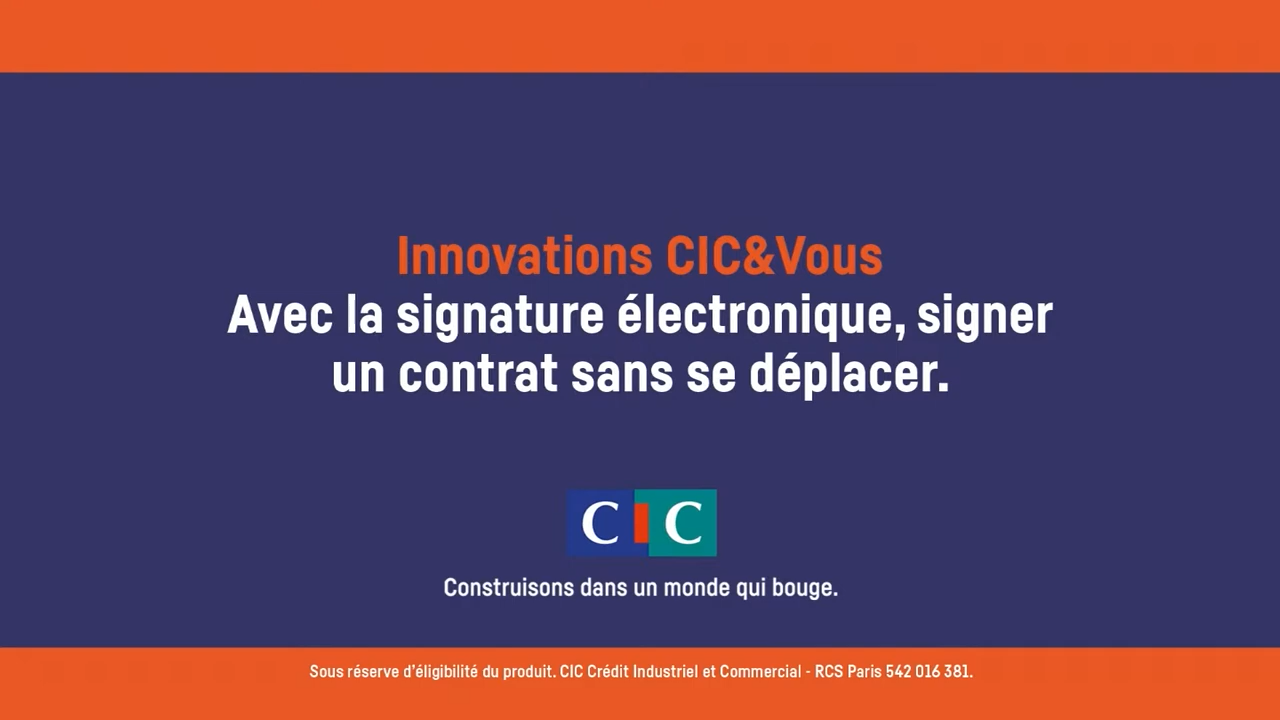 Innovations CIC&Vous
Avec la signature électronique, signer
un contrat sans se déplacer.
CIC
Construisons dans un monde qui bouge.
Sous réserve d'éligibilité du produit. CIC Crédit Industriel et Commercial - RCS Paris 542 016 381.